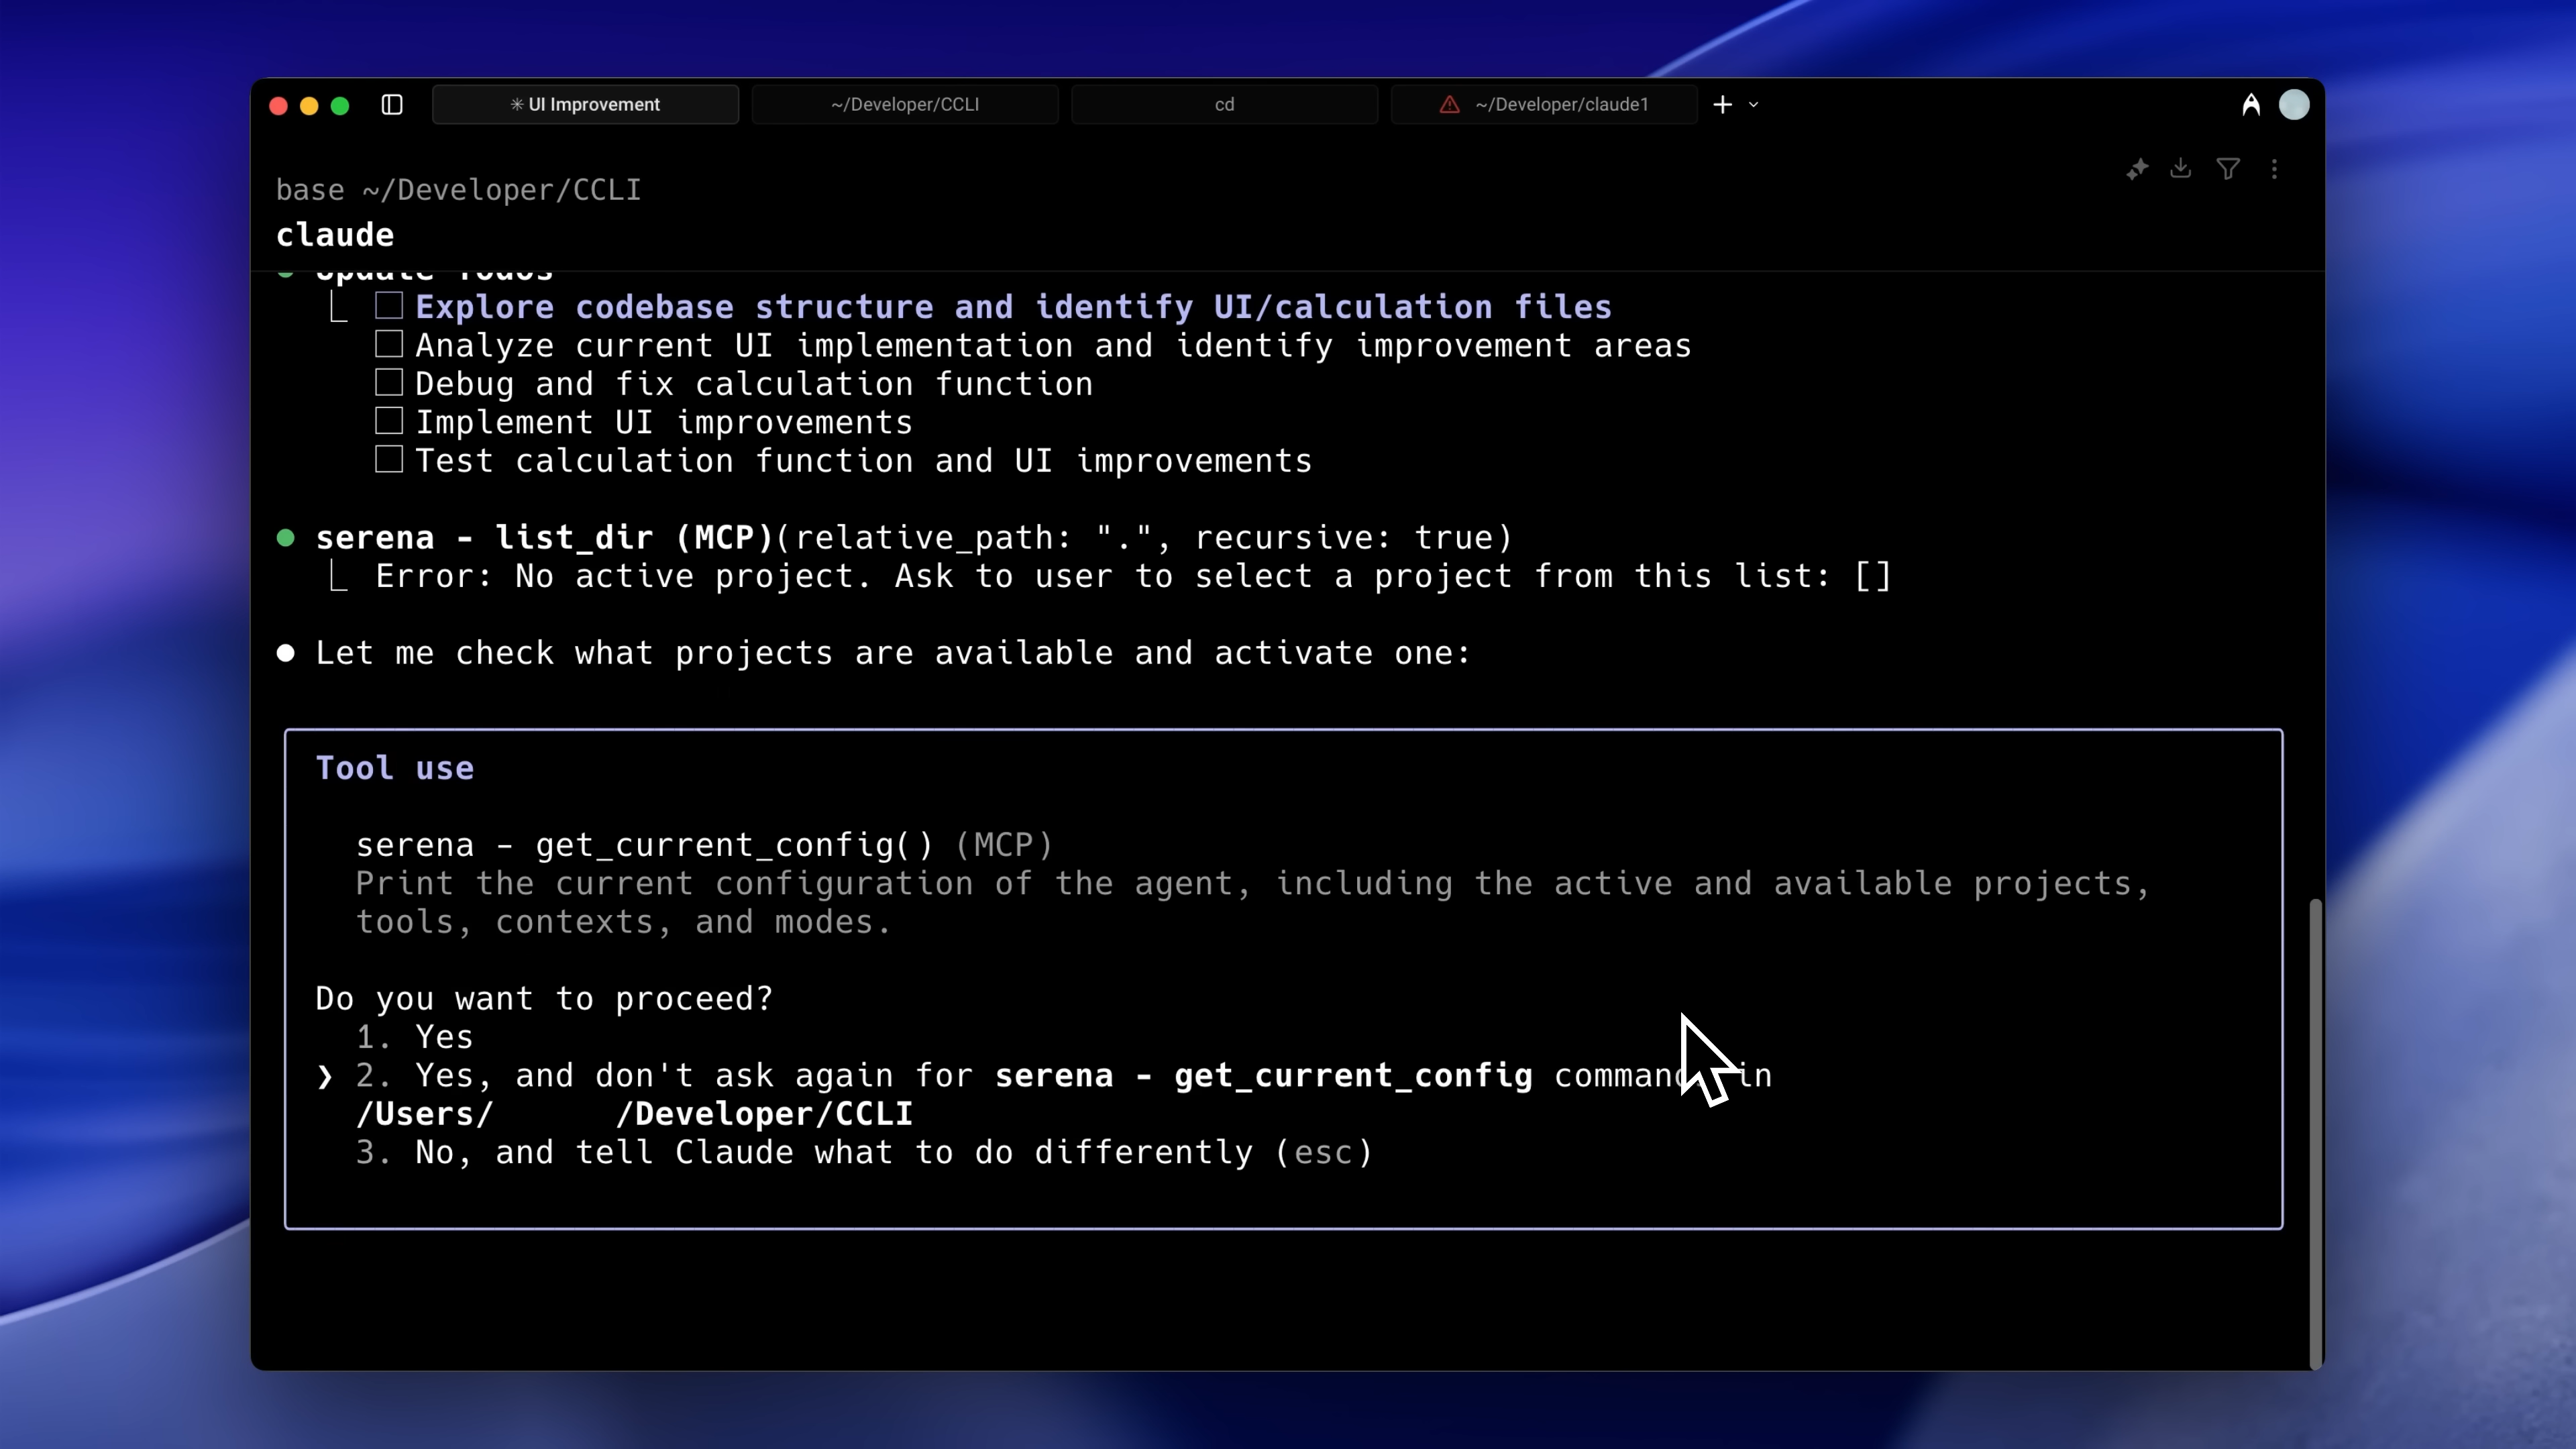 ✳ UI Improvement
~/Developer/CCLI
cd
~/Developer/claude1
base ~/Developer/CCLI
claude
Update Todos
Explore codebase structure and identify UI/calculation files
Analyze current UI implementation and identify improvement areas
Debug and fix calculation function
Implement UI improvements
Test calculation function and UI improvements
serena - list_dir (MCP)(relative_path: ".", recursive: true)
Error: No active project. Ask to user to select a project from this list: []
Let me check what projects are available and activate one:
Tool use
serena - get_current_config() (MCP)
Print the current configuration of the agent, including the active and available projects,
tools, contexts, and modes.
Do you want to proceed?
1. Yes
❯ 2. Yes, and don't ask again for serena - get_current_config commands in
/Users/ /Developer/CCLI
3. No, and tell Claude what to do differently (esc)